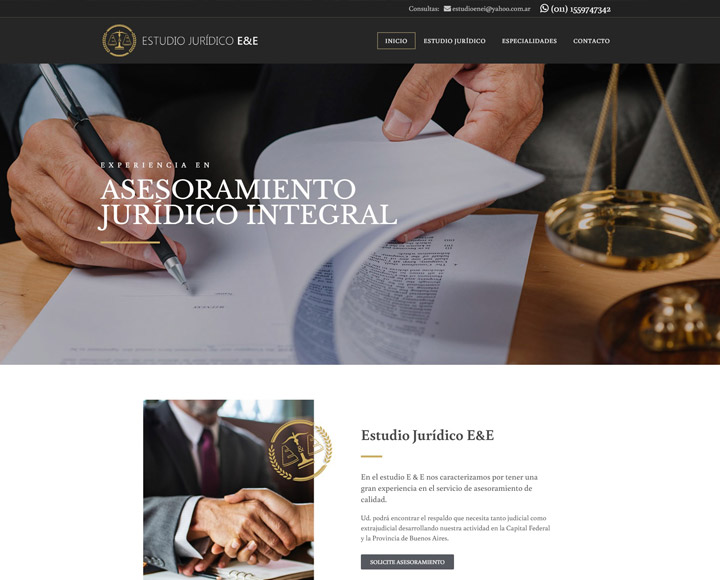 Consultas: estudioenei@yahoo.com.ar (011) 1559747342
ESTUDIO JURÍDICO E&E
INICIO ESTUDIO JURÍDICO ESPECIALIDADES CONTACTO
EXPERIENCIA EN
ASESORAMIENTO
JURÍDICO INTEGRAL
Estudio Jurídico E&E
En el estudio E & E nos caracterizamos por tener una
gran experiencia en el servicio de asesoramiento de
calidad.
Ud. podrá encontrar el respaldo que necesita tanto judicial como
extrajudicial desarrollando nuestra actividad en la Capital Federal
y la Provincia de Buenos Aires.
SOLICITE ASESORAMIENTO